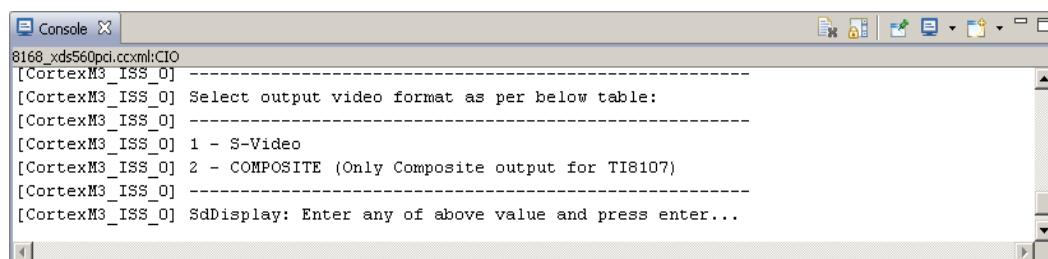 Console
8168_xds560pci.ccxml:CIO
[CortexM3_ISS_0] -------------------------------------------------------
[CortexM3_ISS_0] Select output video format as per below table:
[CortexM3_ISS_0] -------------------------------------------------------
[CortexM3_ISS_0] 1 - S-Video
[CortexM3_ISS_0] 2 - COMPOSITE (Only Composite output for TI8107)
[CortexM3_ISS_0] -------------------------------------------------------
[CortexM3_ISS_0] SdDisplay: Enter any of above value and press enter...